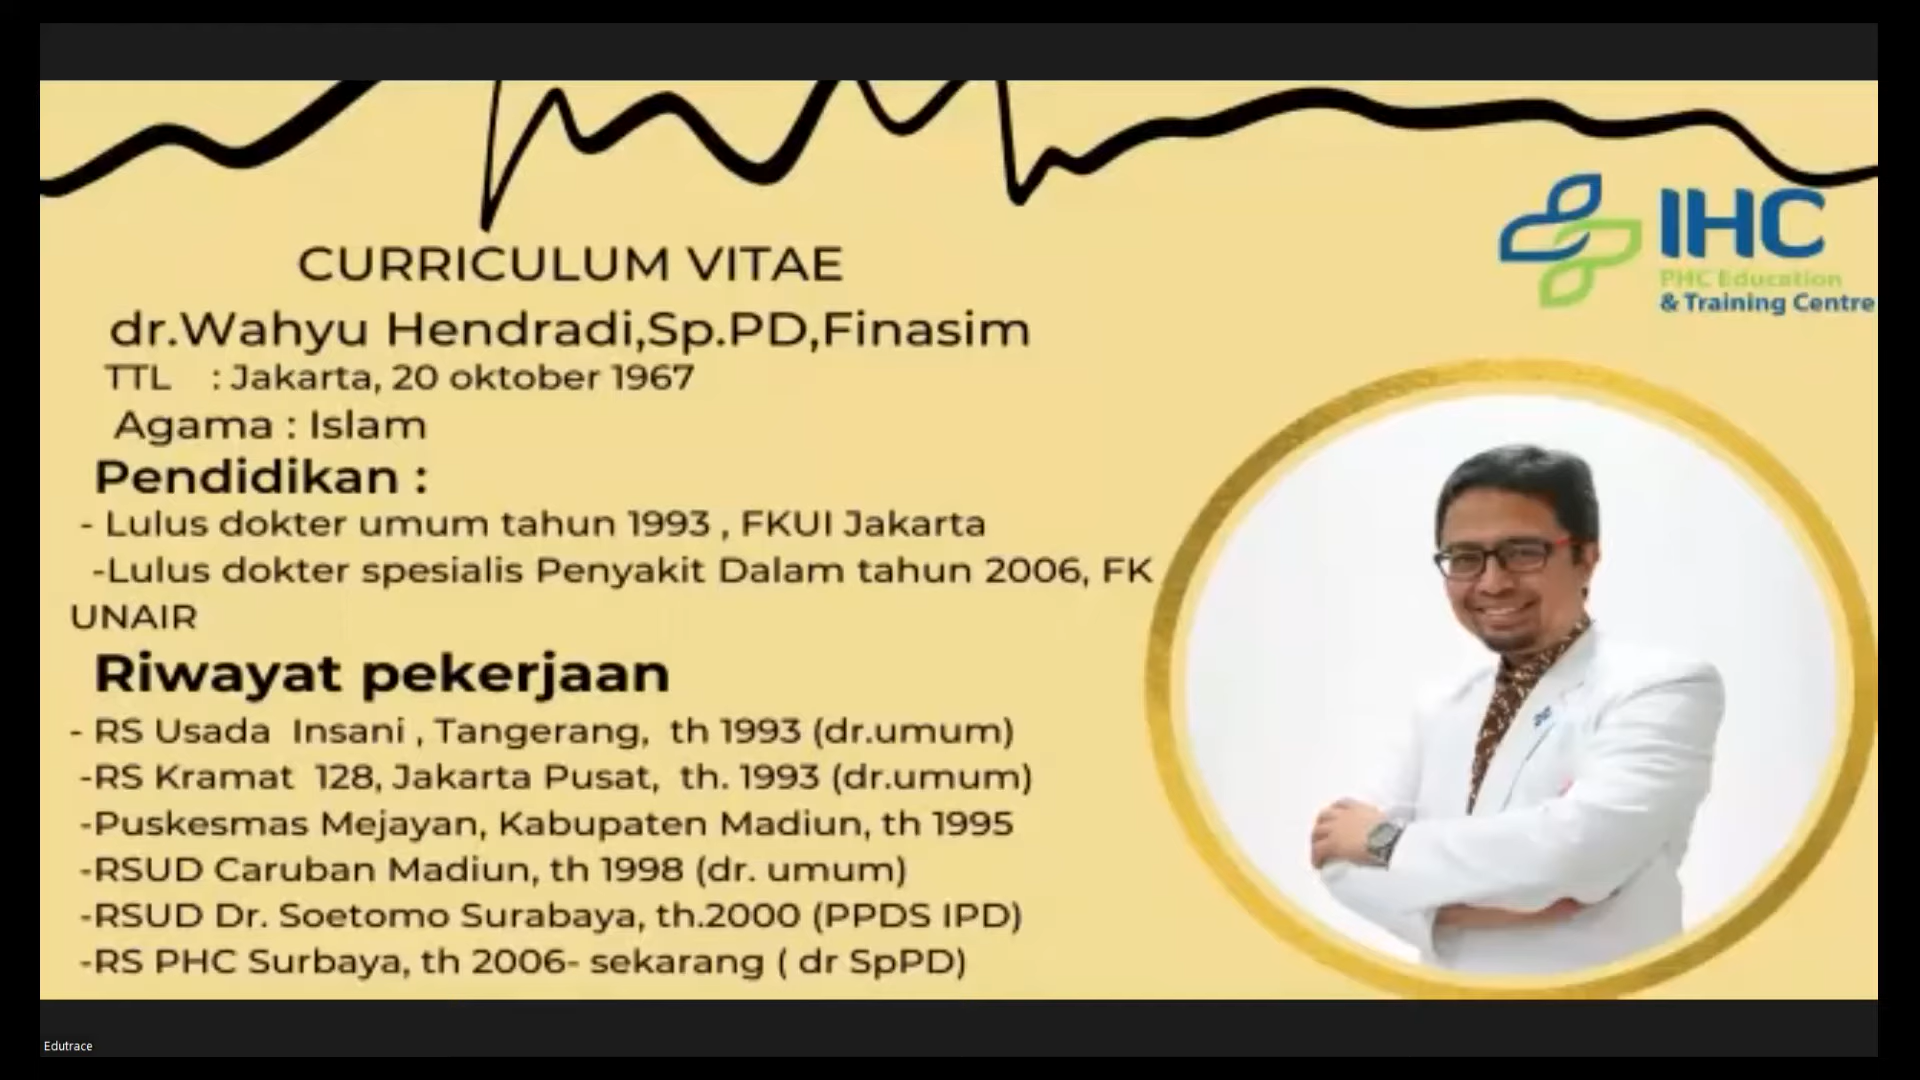 CURRICULUM VITAE
dr.Wahyu Hendradi,Sp.PD,Finasim
TTL : Jakarta, 20 oktober 1967
Agama : Islam
Pendidikan :
- Lulus dokter umum tahun 1993 , FKUI Jakarta
-Lulus dokter spesialis Penyakit Dalam tahun 2006, FK
UNAIR
Riwayat pekerjaan
- RS Usada Insani , Tangerang, th 1993 (dr.umum)
-RS Kramat 128, Jakarta Pusat, th. 1993 (dr.umum)
-Puskesmas Mejayan, Kabupaten Madiun, th 1995
-RSUD Caruban Madiun, th 1998 (dr. umum)
-RSUD Dr. Soetomo Surabaya, th.2000 (PPDS IPD)
-RS PHC Surbaya, th 2006- sekarang ( dr SpPD)
IHC
PHC Education
& Training Centre
Edutrace